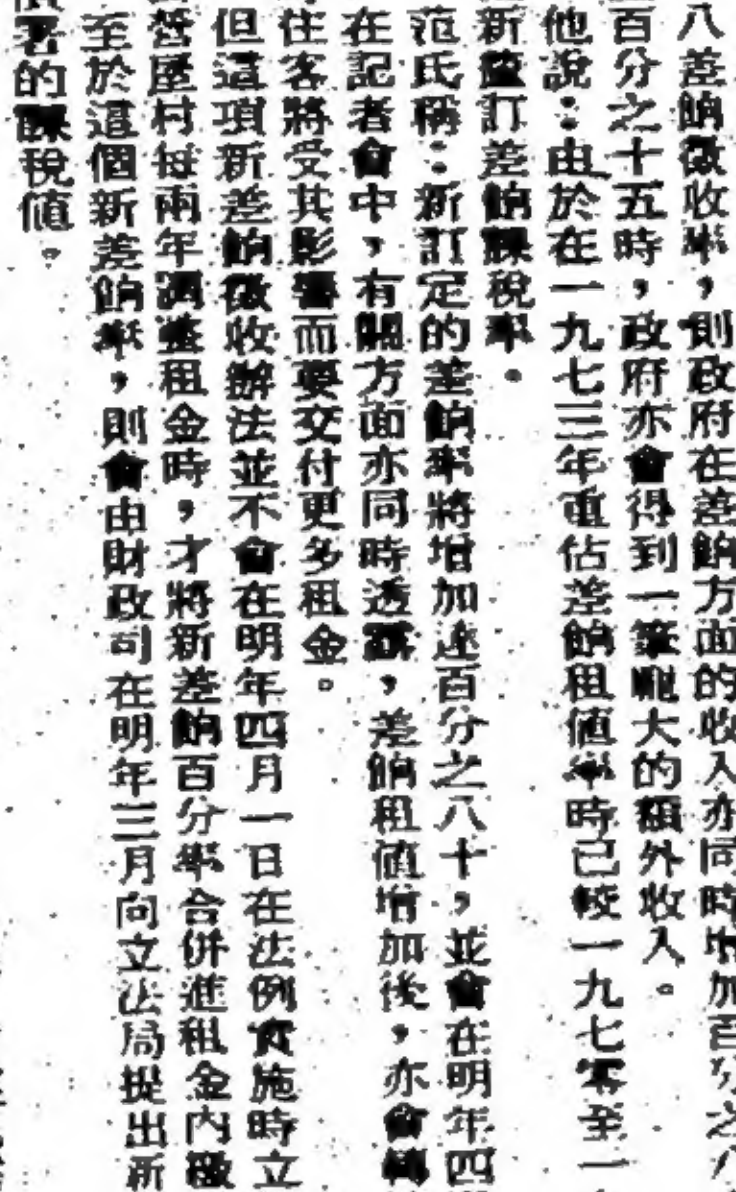 八差餉徵收率,則政府在差餉方面的收入亦同時增加百分之八
百分之十五時,政府亦會得到一筆龐大的額外收入。
他說:由於在一九七三年重估差餉租值率時已較一九七零至一
新釐訂差餉課稅率。
范氏稱:新訂定的差餉率將增加達百分之八十,並會在明年四
在記者會中,有關方面亦同時透露,差餉租值增加後,亦會轉
住客將受其影響而要交付更多租金。
但這項新差餉徵收辦法並不會在明年四月一日在法例實施時立
營屋村每兩年調整租金時,才將新差餉百分率合併進租金內徵
至於這個新差餉率,則會由財政司在明年三月向立法局提出新
的課稅值。